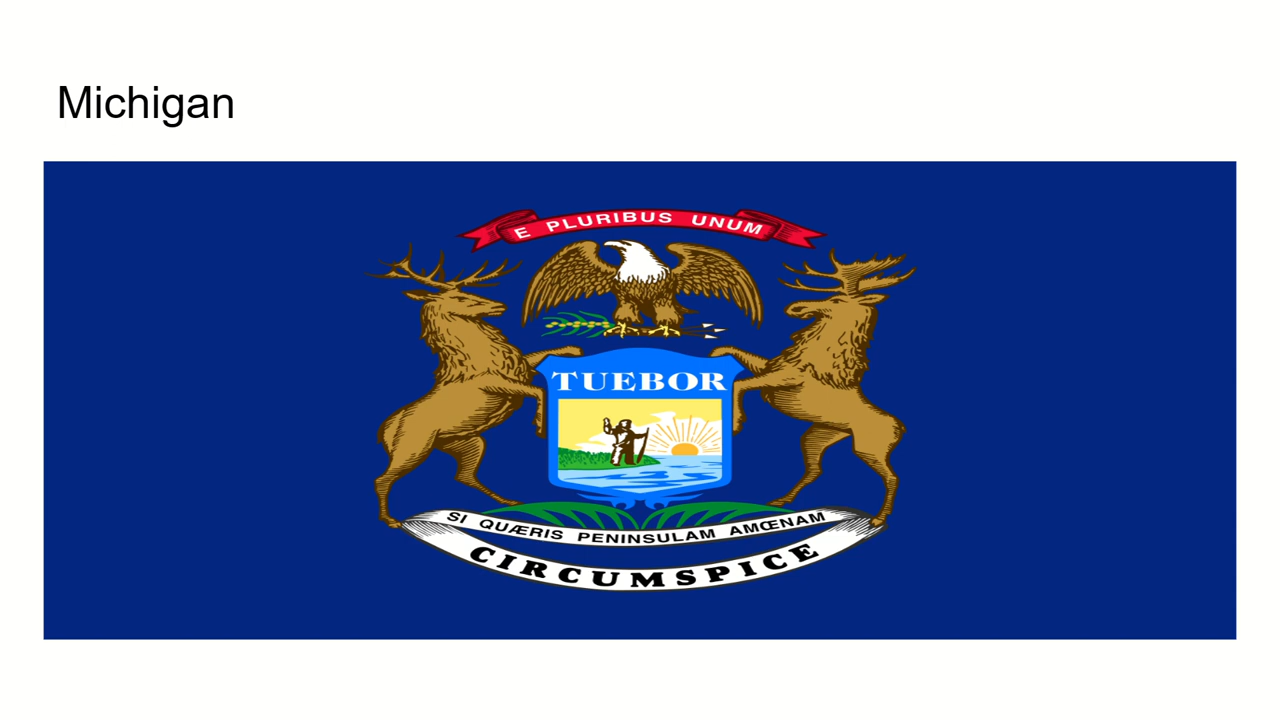 Michigan
E PLURIBUS UNUM
TUEBOR
SI QUÆRIS PENINSULAM AMŒNAM
CIRCUMSPICE